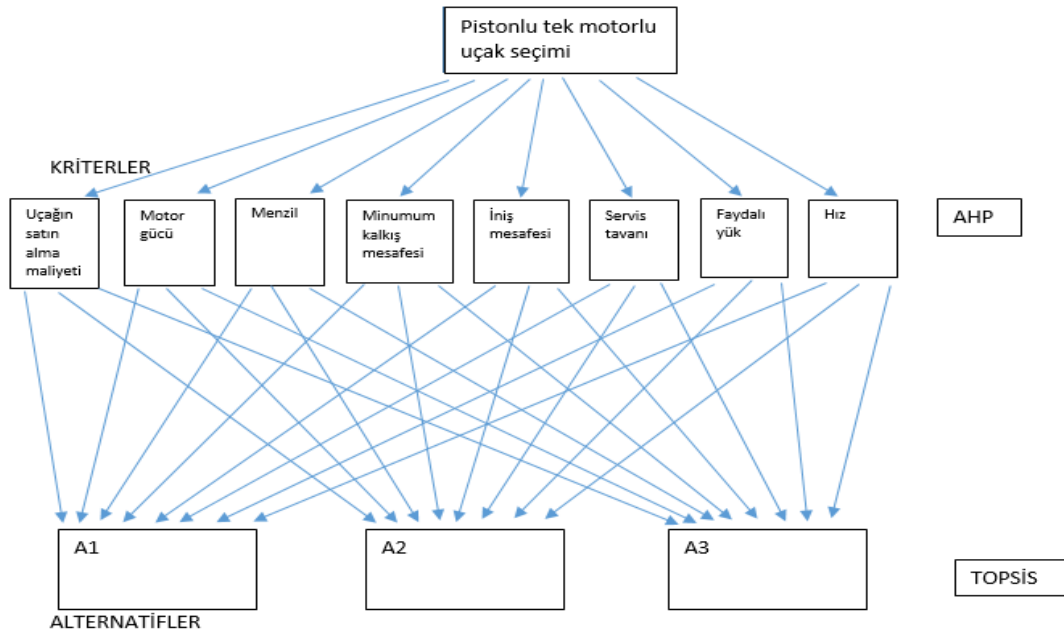 Pistonlu tek motorlu
uçak seçimi
KRİTERLER
Uçağın
satın
alma
maliyeti
Motor
gücü
Menzil
Minumum
kalkış
mesafesi
İniş
mesafesi
Servis
tavanı
Faydalı
yük
Hız
AHP
A1
A2
A3
TOPSİS
ALTERNATİFLER